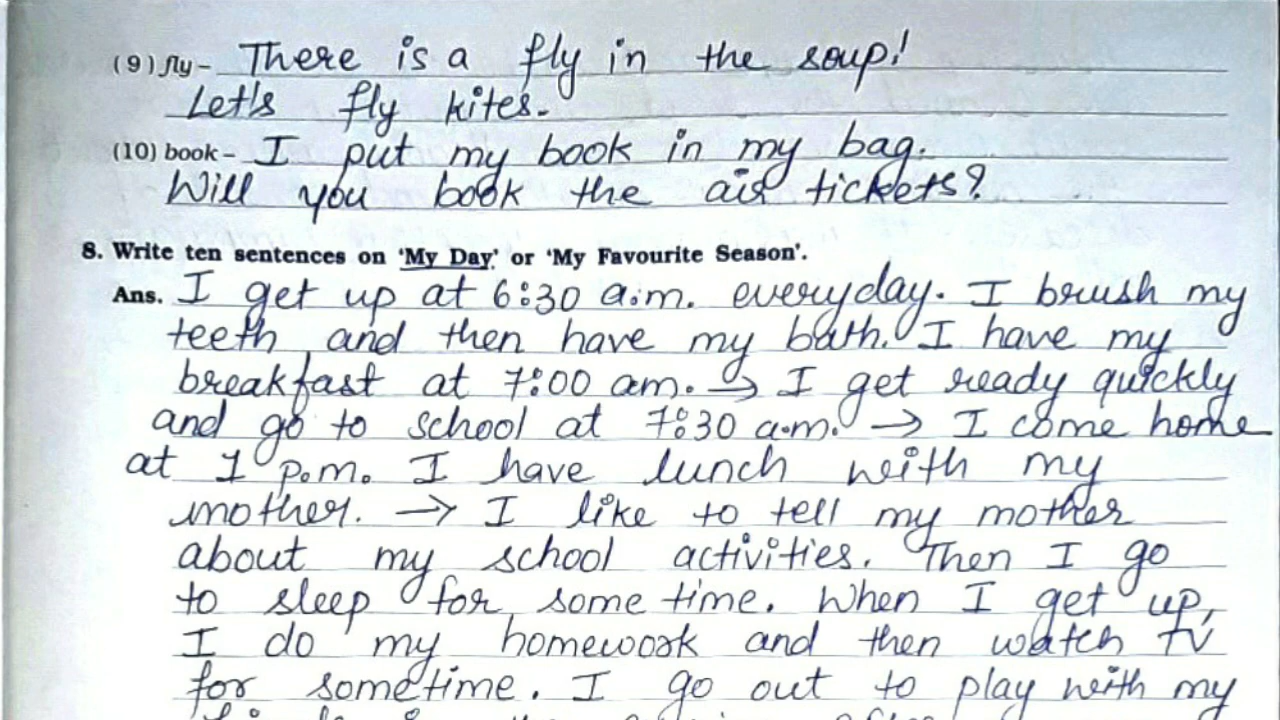 (9) fly - There is a fly in the soup!
Let's fly kites.
(10) book - I put my book in my bag.
Will you book the air tickets?
8. Write ten sentences on 'My Day' or 'My Favourite Season'.
Ans. I get up at 6:30 a.m. everyday. I brush my
teeth and then have my bath. I have my
breakfast at 7:00 am. → I get ready quickly
and go to school at 7:30 a.m. → I come home
at 1 p.m. I have lunch with my
mother. → I like to tell my mother
about my school activities. Then I go
to sleep for some time. When I get up,
I do my homework and then watch TV
for sometime. I go out to play with my